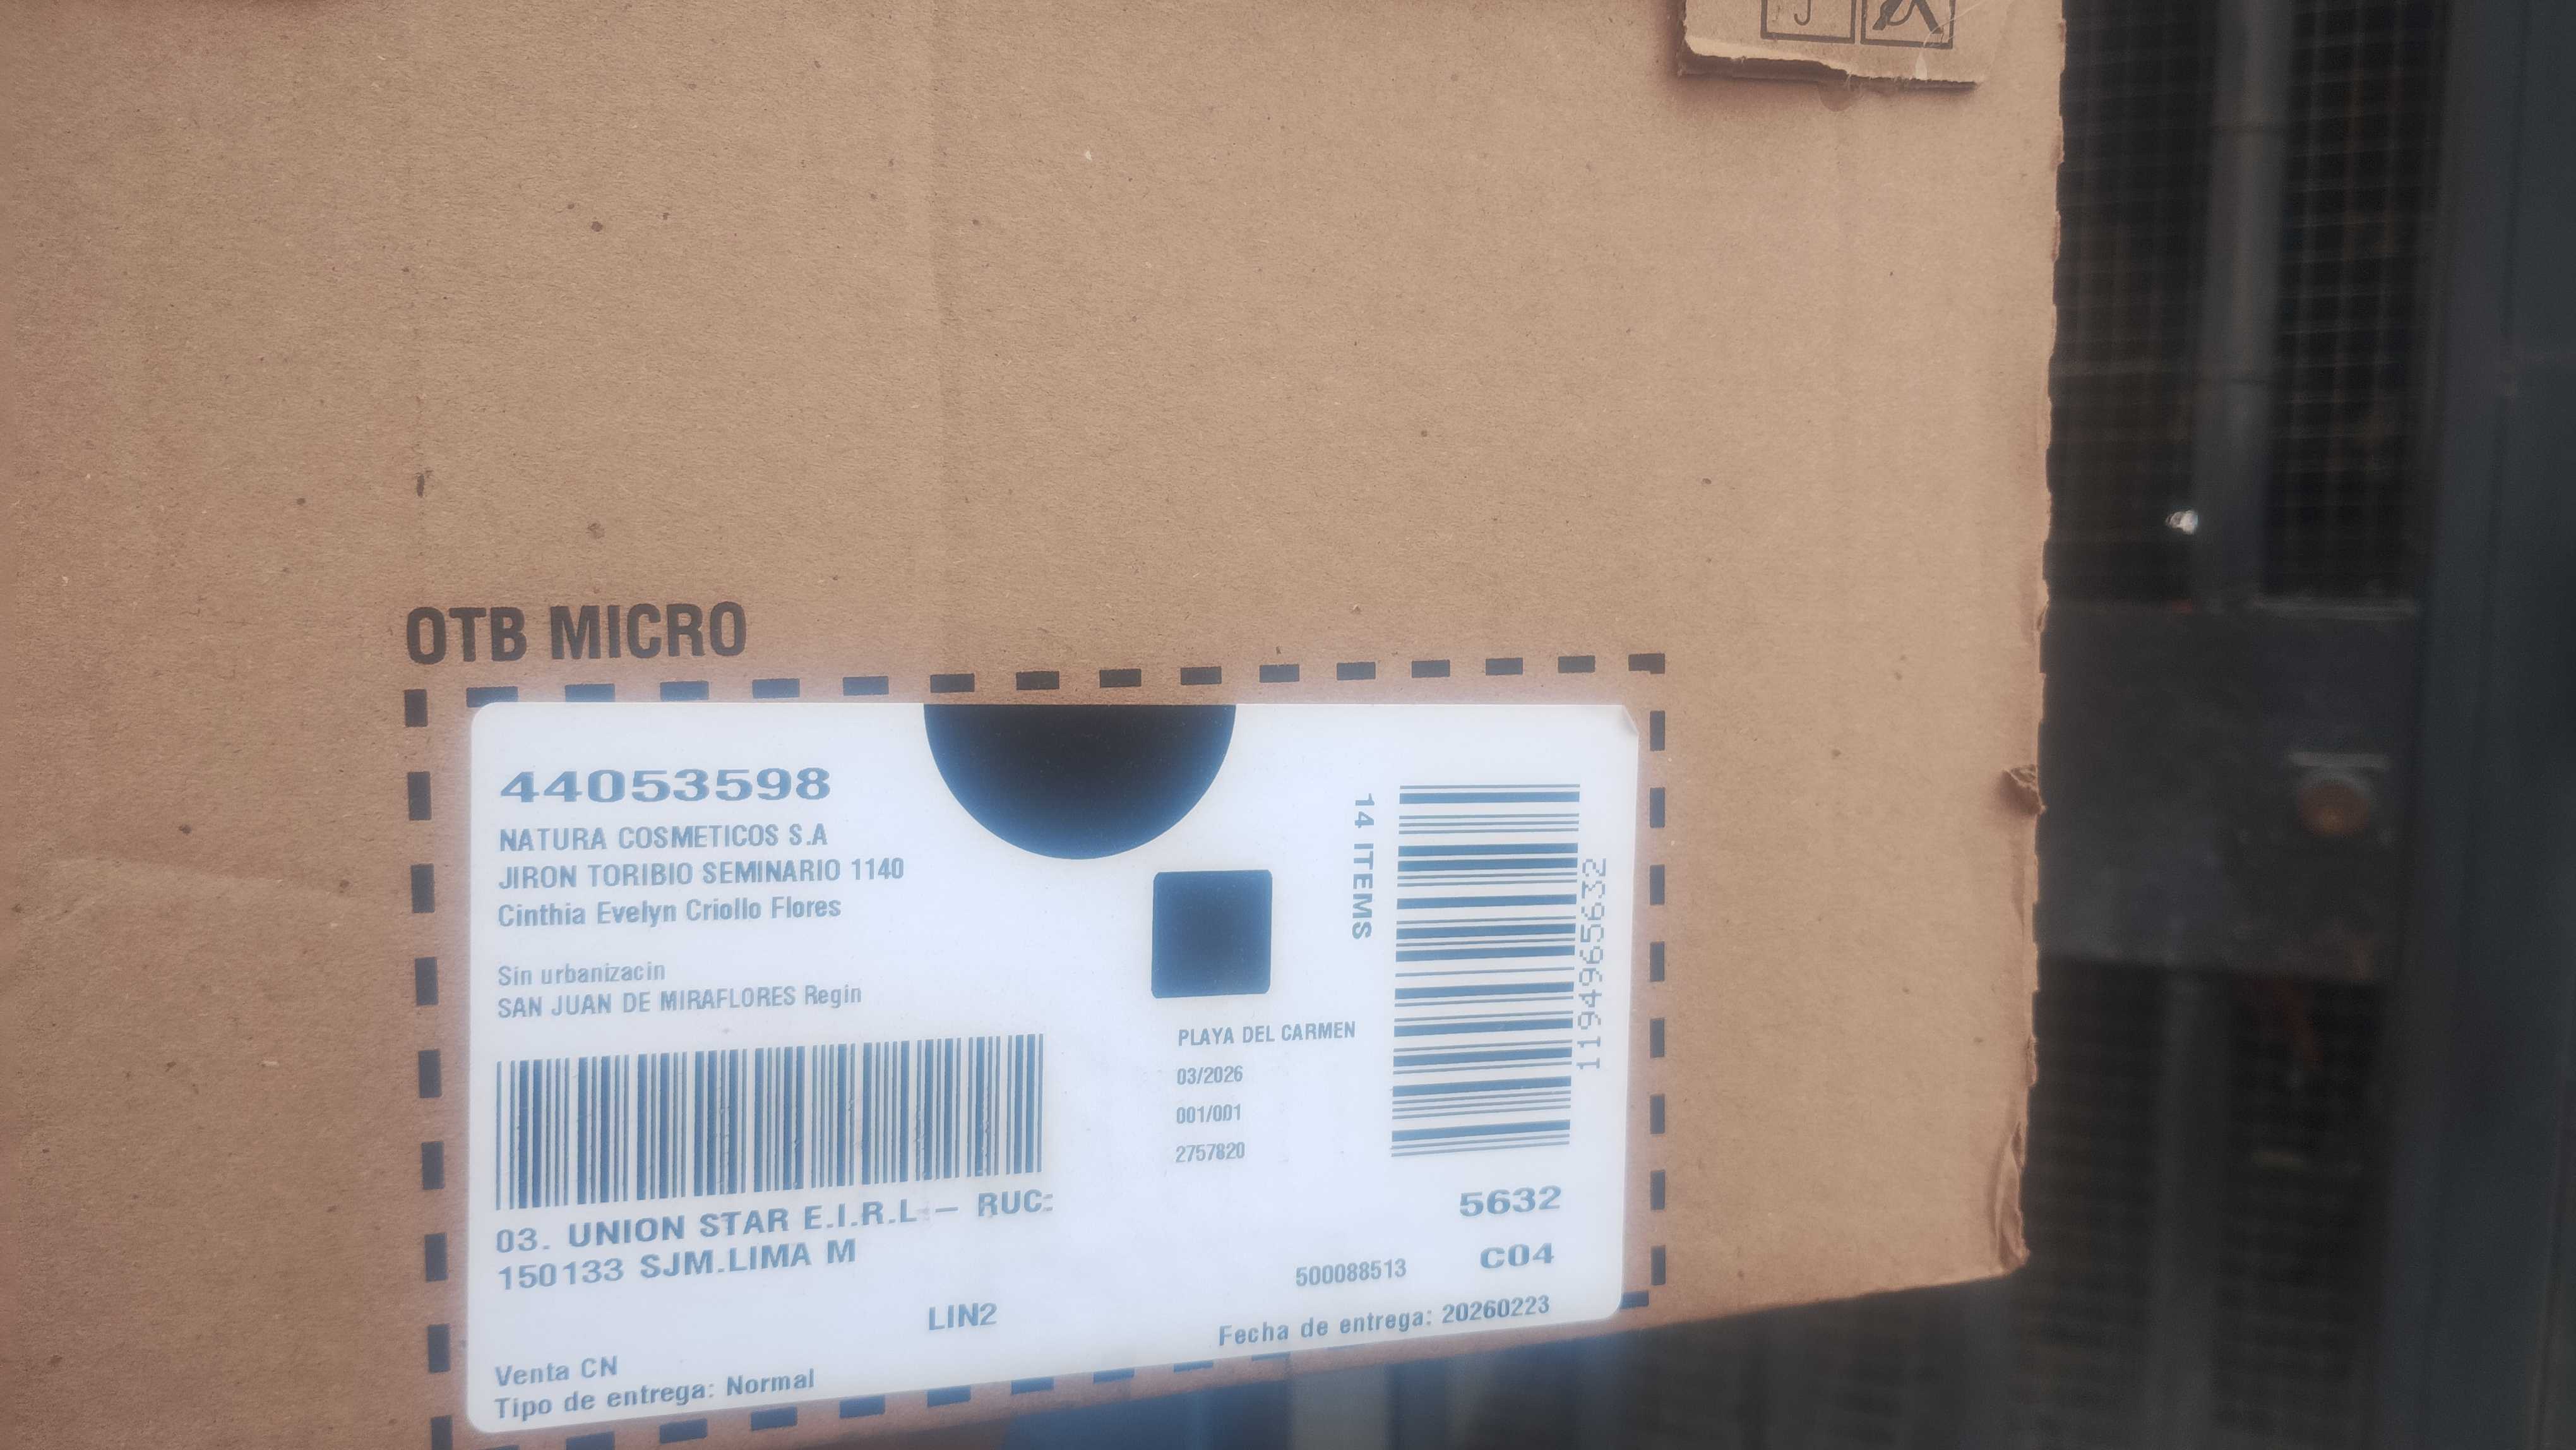 OTB MICRO
44053598
NATURA COSMETICOS S.A
JIRON TORIBIO SEMINARIO 1140
Cinthia Evelyn Criollo Flores
Sin urbanizacin
SAN JUAN DE MIRAFLORES Regin
03. UNION STAR E.I.R.L - RUC:
150133 SJM.LIMA M
LIN2
Venta CN
Tipo de entrega: Normal
PLAYA DEL CARMEN
03/2026
001/001
2757820
14 ITEMS
11949655632
5632
C04
500088513
Fecha de entrega: 20260223